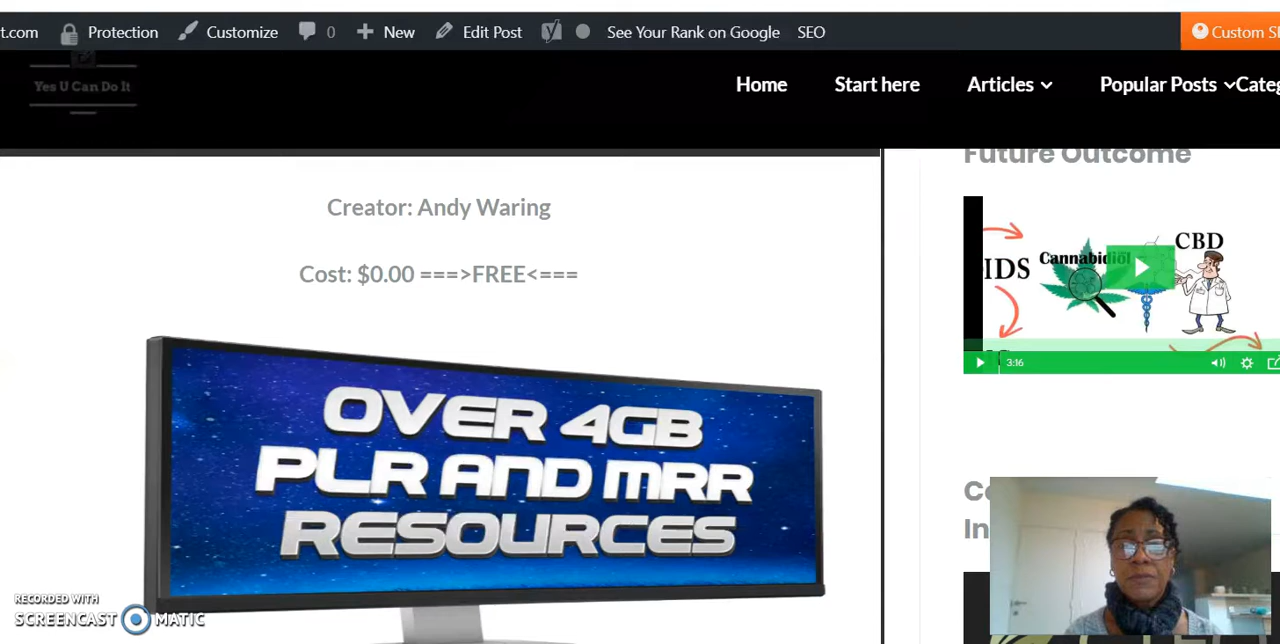 t.com Protection Customize 0 New Edit Post See Your Rank on Google SEO Custom
Yes U Can Do It
Home Start here Articles Popular Posts Categ
Future Outcome
Creator: Andy Waring
Cost: $0.00 ===>FREE<===
IDS Cannabidiol CBD
3:16
OVER 4GB
PLR AND MRR
RESOURCES
In
RECORDED WITH
SCREENCAST MATIC